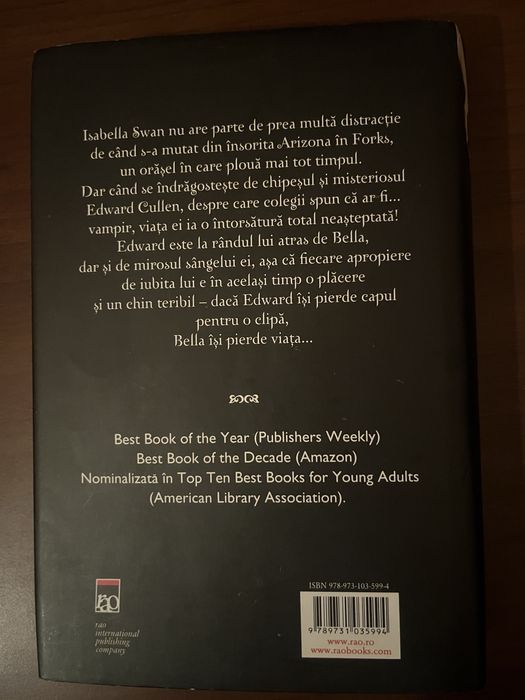 Isabella Swan nu are parte de prea multă distracție
de când s-a mutat din însorita Arizona în Forks,
un orășel în care plouă mai tot timpul.
Dar când se îndrăgostește de chipeșul și misteriosul
Edward Cullen, despre care colegii spun că ar fi...
vampir, viața ei ia o întorsătură total neașteptată!
Edward este la rândul lui atras de Bella,
dar și de mirosul sângelui ei, așa că fiecare apropiere
de iubita lui e în același timp o plăcere
și un chin teribil – dacă Edward își pierde capul
pentru o clipă,
Bella își pierde viața...
Best Book of the Year (Publishers Weekly)
Best Book of the Decade (Amazon)
Nominalizată în Top Ten Best Books for Young Adults
(American Library Association).
rao
rao
international
publishing
company
ISBN 978-973-103-599-4
9 789731 035994
www.rao.ro
www.raobooks.com